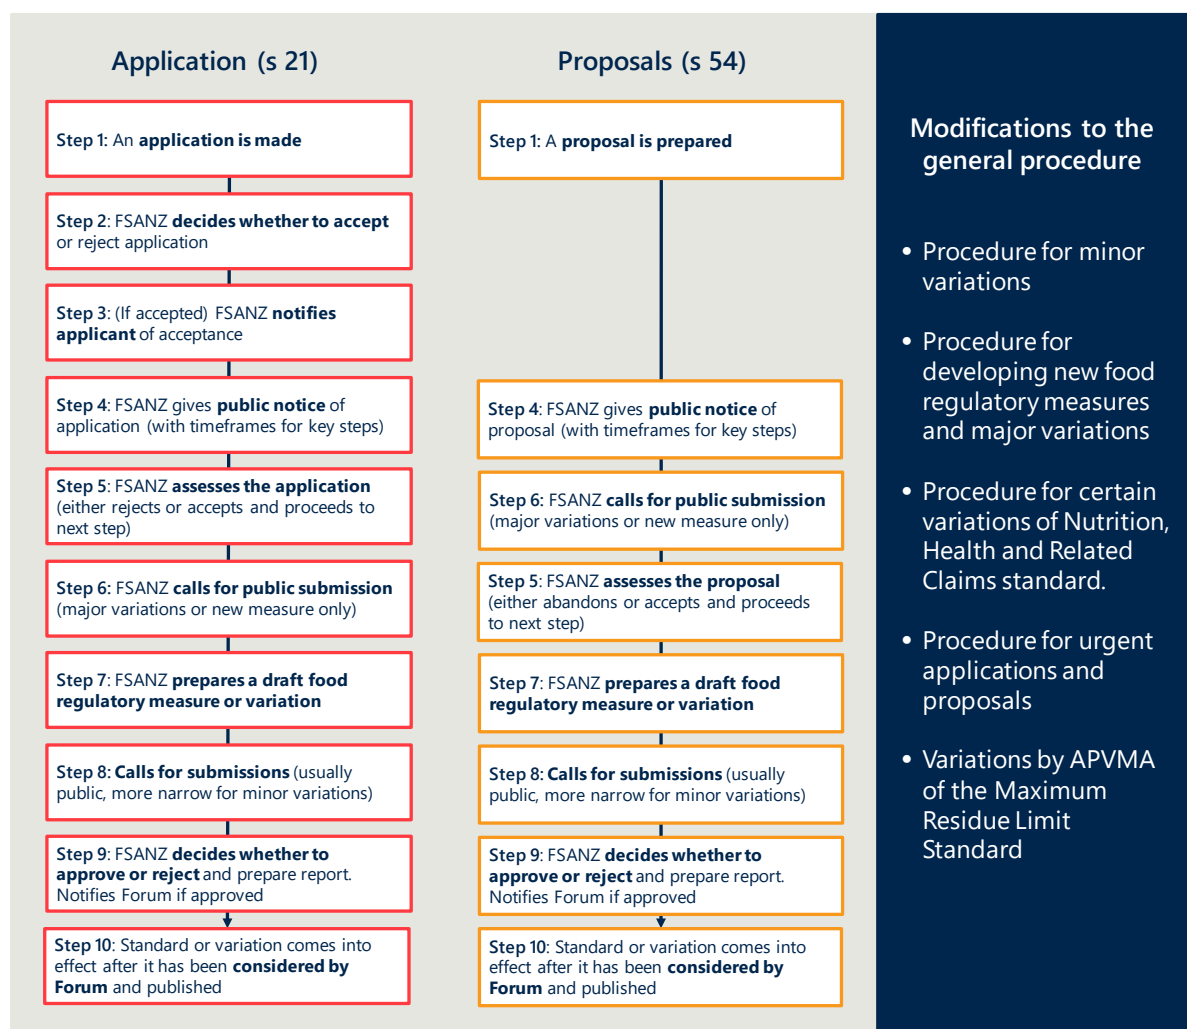 Application (s 21)
Step 1: An application is made
Step 2: FSANZ decides whether to accept
or reject application
Step 3: (If accepted) FSANZ notifies
applicant of acceptance
Step 4: FSANZ gives public notice of
application (with timeframes for key steps)
Step 5: FSANZ assesses the application
(either rejects or accepts and proceeds to
next step)
Step 6: FSANZ calls for public submission
(major variations or new measure only)
Step 7: FSANZ prepares a draft food
regulatory measure or variation
Step 8: Calls for submissions (usually
public, more narrow for minor variations)
Step 9: FSANZ decides whether to
approve or reject and prepare report.
Notifies Forum if approved
Step 10: Standard or variation comes into
effect after it has been considered by
Forum and published
Proposals (s 54)
Step 1: A proposal is prepared
Step 4: FSANZ gives public notice of
proposal (with timeframes for key steps)
Step 6: FSANZ calls for public submission
(major variations or new measure only)
Step 5: FSANZ assesses the proposal
(either abandons or accepts and proceeds
to next step)
Step 7: FSANZ prepares a draft food
regulatory measure or variation
Step 8: Calls for submissions (usually
public, more narrow for minor variations)
Step 9: FSANZ decides whether to
approve or reject and prepare report.
Notifies Forum if approved
Step 10: Standard or variation comes into
effect after it has been considered by
Forum and published
Modifications to the
general procedure
• Procedure for minor
variations
• Procedure for
developing new food
regulatory measures
and major variations
• Procedure for certain
variations of Nutrition,
Health and Related
Claims standard.
• Procedure for urgent
applications and
proposals
• Variations by APVMA
of the Maximum
Residue Limit
Standard